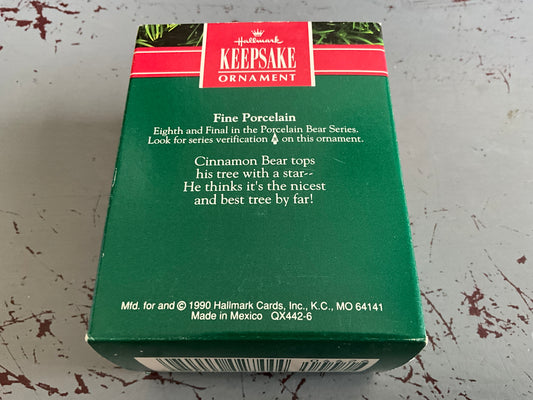 Hallmark
KEEPSAKE
ORNAMENT
Fine Porcelain
Eighth and Final in the Porcelain Bear Series.
Look for series verification on this ornament.
Cinnamon Bear tops
his tree with a star--
He thinks it's the nicest
and best tree by far!
Mfd. for and © 1990 Hallmark Cards, Inc., K.C., MO 64141
Made in Mexico QX442-6